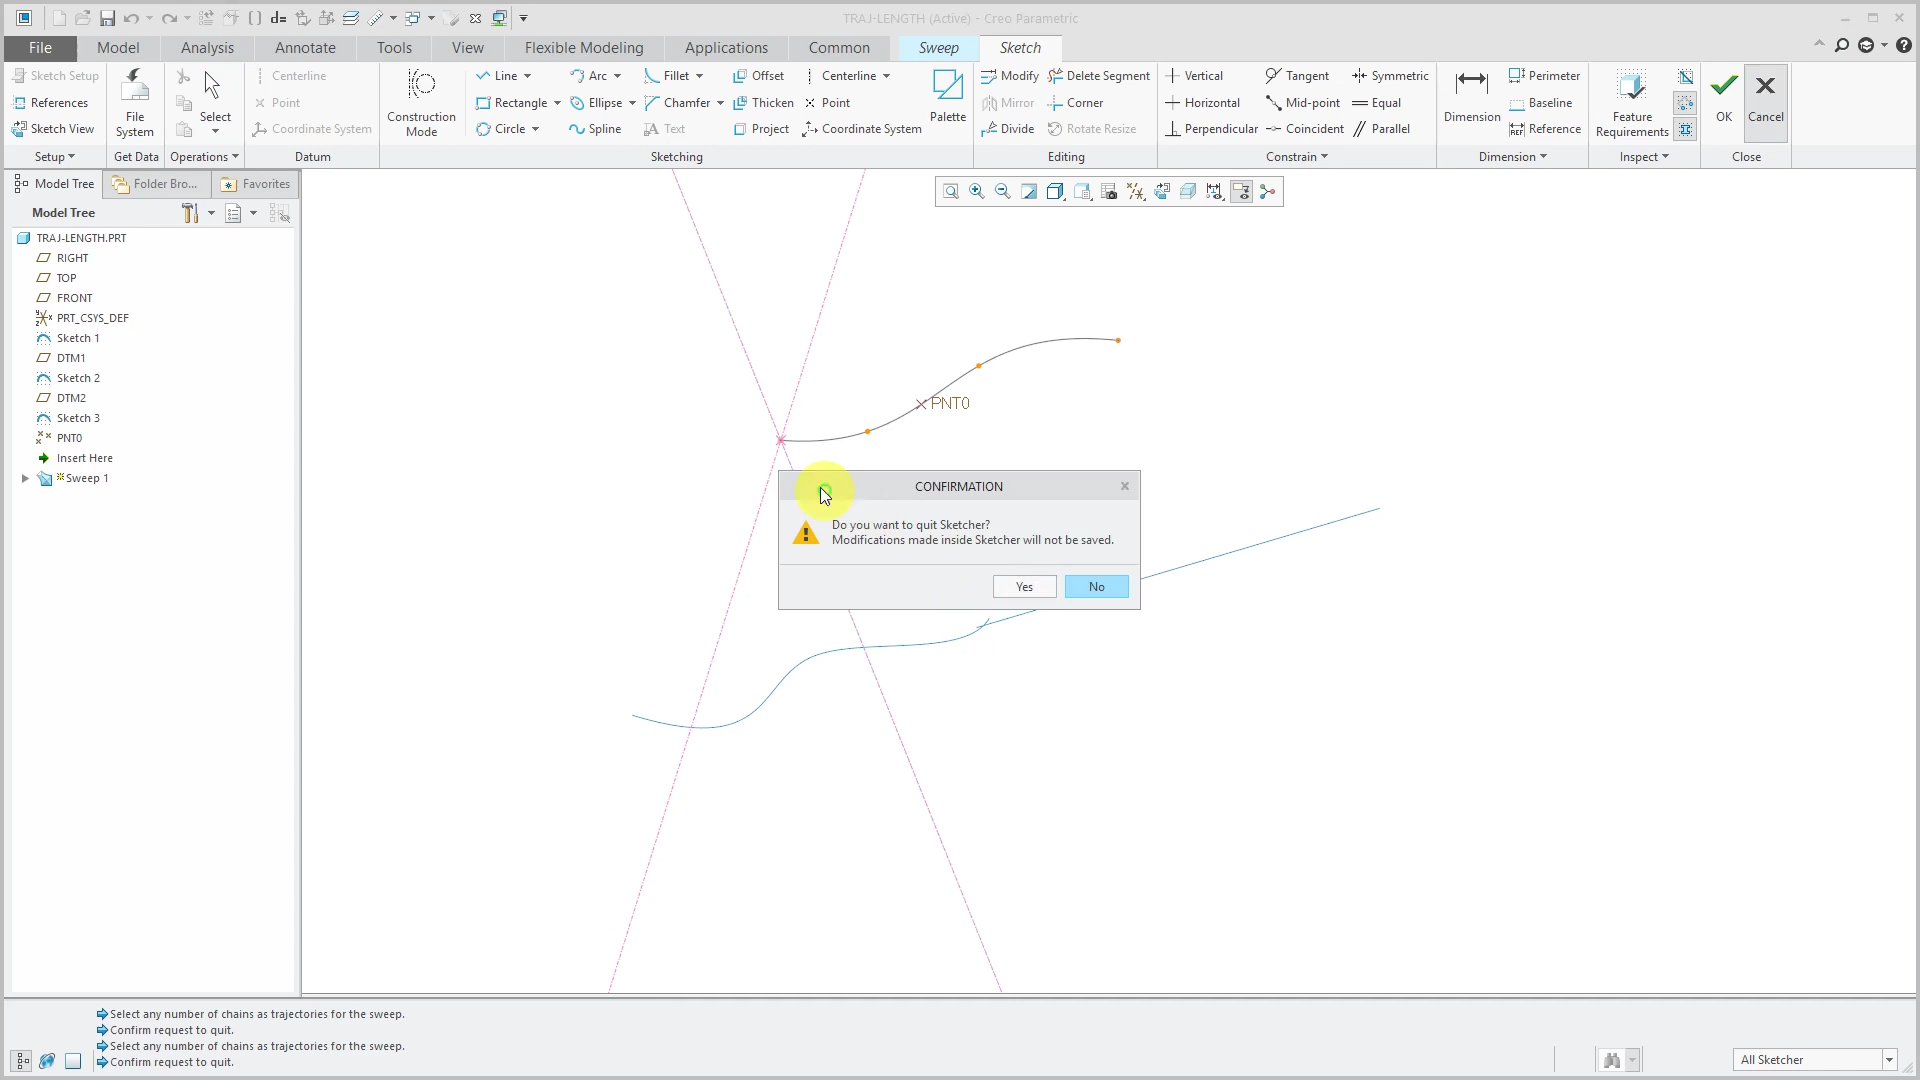 TRAJ-LENGTH (Active) - Creo Parametric
File Model Analysis Annotate Tools View Flexible Modeling Applications Common Sweep Sketch
Sketch Setup
References
Sketch View
Setup
File
System
Get Data
Select
Operations
Centerline
Point
Coordinate System
Datum
Construction
Mode
Line Arc Fillet Offset Centerline
Rectangle Ellipse Chamfer Thicken Point
Circle Spline Text Project Coordinate System
Palette
Sketching
Modify Delete Segment
Mirror Corner
Divide Rotate Resize
Editing
Vertical Tangent Symmetric
Horizontal Mid-point Equal
Perpendicular Coincident Parallel
Constrain
Dimension
Perimeter
Baseline
Reference
Dimension
Feature
Requirements
Inspect
OK
Cancel
Close
Model Tree Folder Bro... Favorites
Model Tree
TRAJ-LENGTH.PRT
RIGHT
TOP
FRONT
PRT_CSYS_DEF
Sketch 1
DTM1
Sketch 2
DTM2
Sketch 3
PNT0
Insert Here
Sweep 1
PNT0
CONFIRMATION
Do you want to quit Sketcher?
Modifications made inside Sketcher will not be saved.
Yes No
Select any number of chains as trajectories for the sweep.
Confirm request to quit.
Select any number of chains as trajectories for the sweep.
Confirm request to quit.
All Sketcher